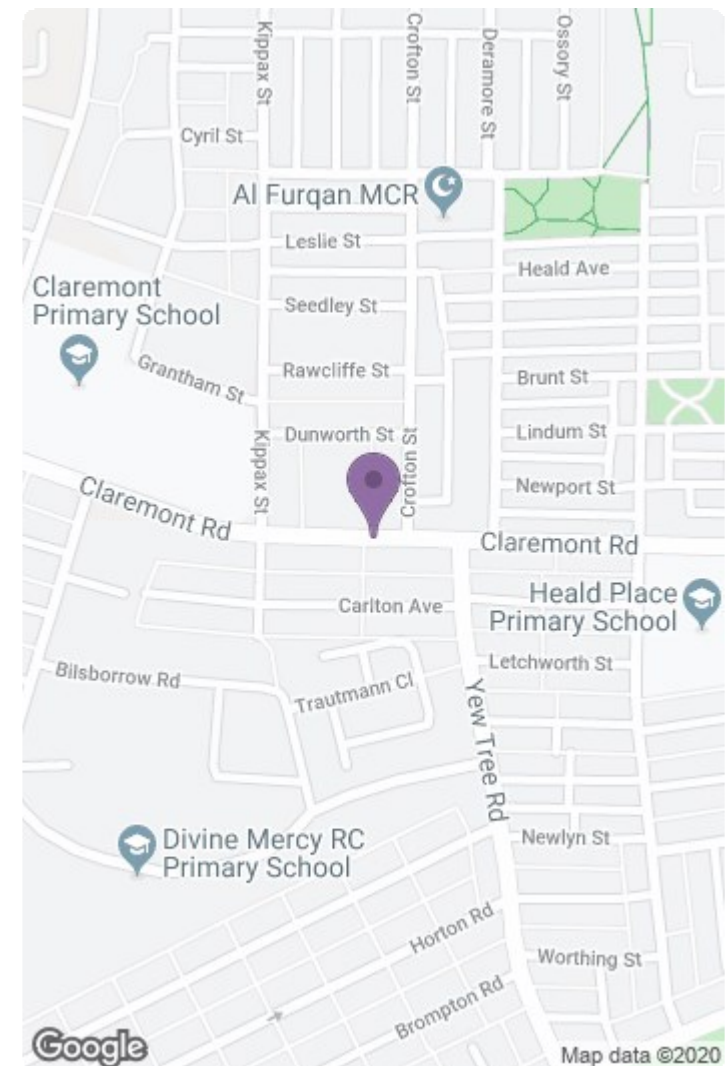 Kippax St
Crofton St
Deramore St
Ossory St
Cyril St
Al Furqan MCR
Leslie St
Heald Ave
Claremont
Primary School
Seedley St
Grantham St
Rawcliffe St
Brunt St
Kippax St
Dunworth St
Crofton St
Lindum St
Newport St
Claremont Rd
Claremont Rd
Carlton Ave
Heald Place
Primary School
Bilsborrow Rd
Trautmann Cl
Letchworth St
Yew Tree Rd
Divine Mercy RC
Primary School
Newlyn St
Horton Rd
Worthing St
Brompton Rd
Google
Map data ©2020